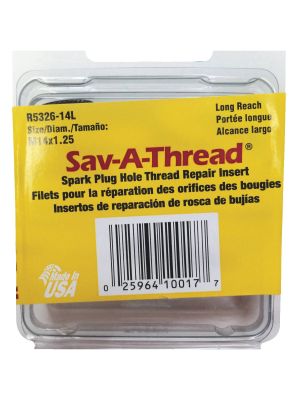 R5326-14L
Size/Diam./Tamaño:
M14x1.25
Long Reach
Portée longue
Alcance largo
Sav-A-Thread®
Spark Plug Hole Thread Repair Insert
Filets pour la réparation des orifices des bougies
Insertos de reparación de rosca de bujías
Made in
USA
0 25964 10017 7